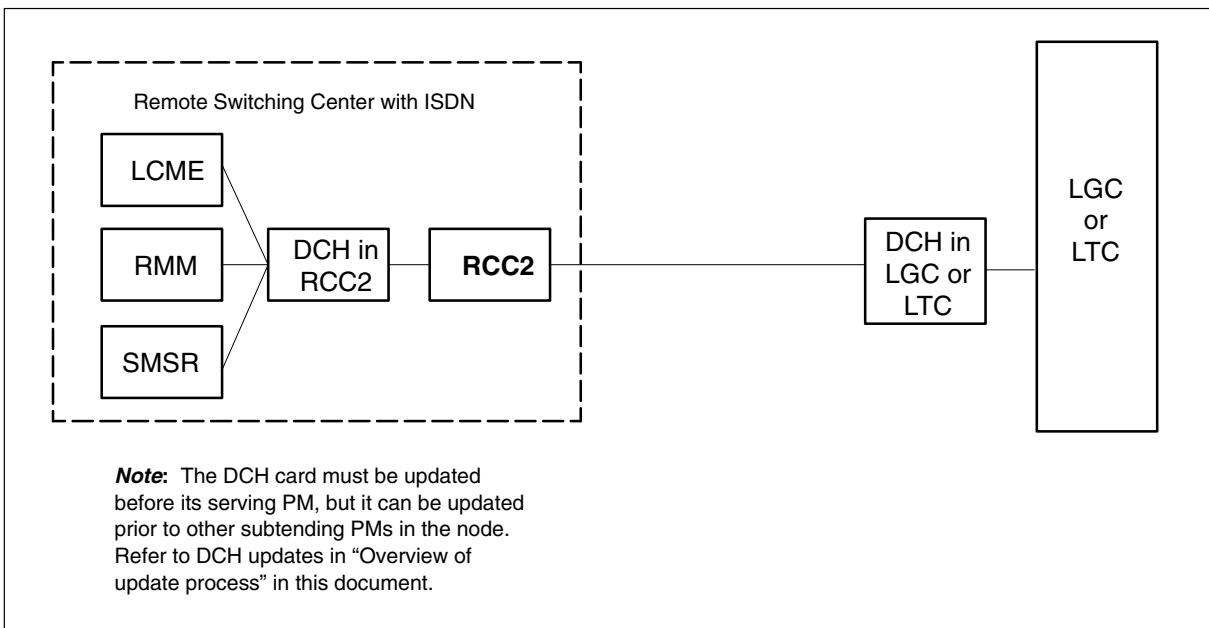 Remote Switching Center with ISDN
LCME
RMM
SMSR
DCH in
RCC2
RCC2
DCH in
LGC or
LTC
LGC
or
LTC
Note: The DCH card must be updated
before its serving PM, but it can be updated
prior to other subtending PMs in the node.
Refer to DCH updates in “Overview of
update process” in this document.